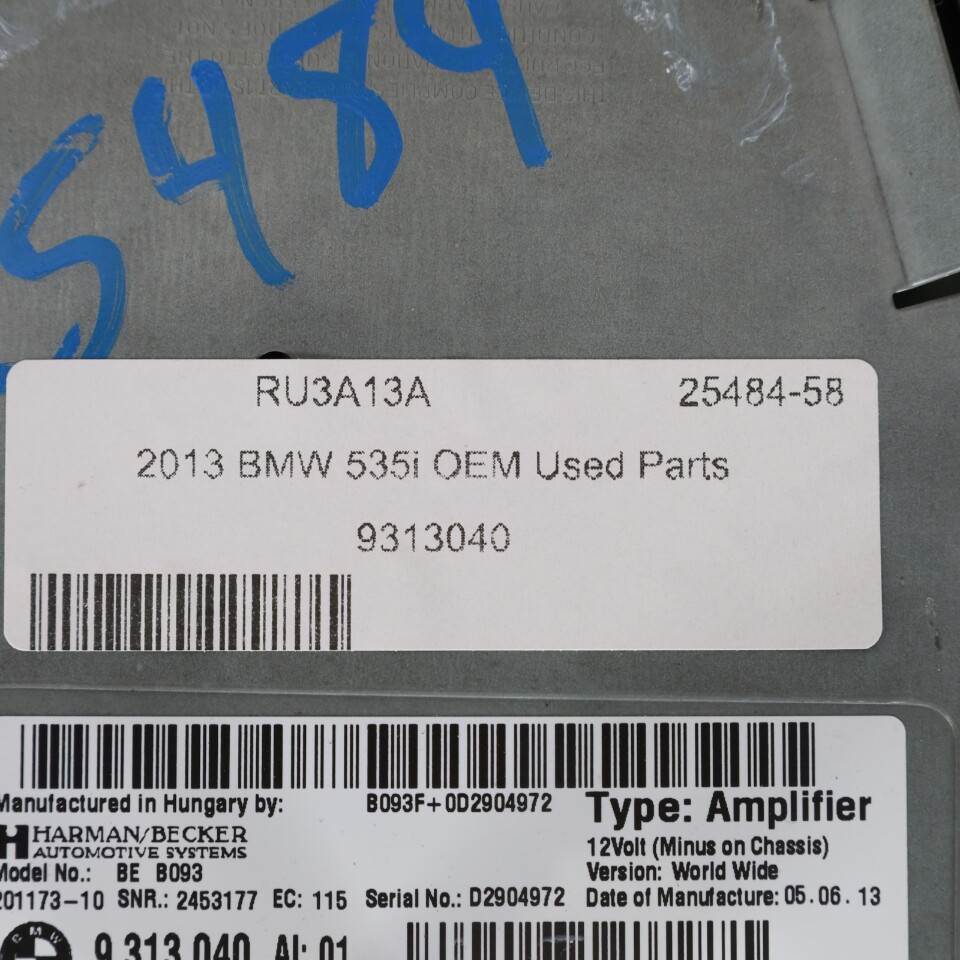 5489
RU3A13A 25484-58
2013 BMW 535i OEM Used Parts
9313040
Manufactured in Hungary by: B093F+0D2904972 Type: Amplifier
HARMAN/BECKER
AUTOMOTIVE SYSTEMS
12Volt (Minus on Chassis)
Model No.: BE B093 Version: World Wide
201173-10 SNR.: 2453177 EC: 115 Serial No.: D2904972 Date of Manufacture: 05.06.13
BMW 9 313 040 AI: 01